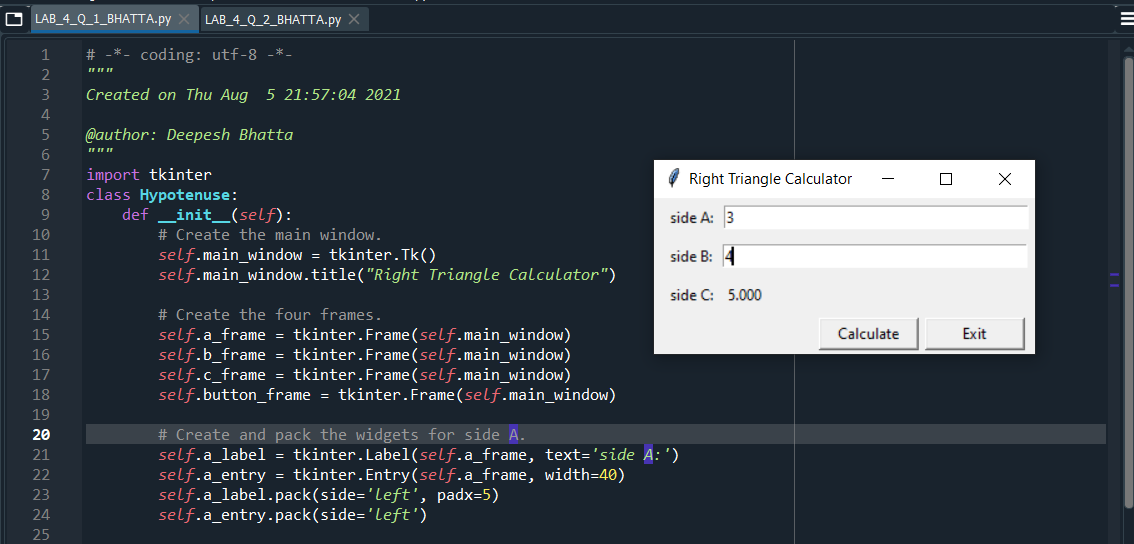 LAB_4_Q_1_BHATTA.py LAB_4_Q_2_BHATTA.py
1 # -*- coding: utf-8 -*-
2 """
3 Created on Thu Aug  5 21:57:04 2021
4
5 @author: Deepesh Bhatta
6 """
7 import tkinter
8 class Hypotenuse:
9     def __init__(self):
10         # Create the main window.
11         self.main_window = tkinter.Tk()
12         self.main_window.title("Right Triangle Calculator")
13
14         # Create the four frames.
15         self.a_frame = tkinter.Frame(self.main_window)
16         self.b_frame = tkinter.Frame(self.main_window)
17         self.c_frame = tkinter.Frame(self.main_window)
18         self.button_frame = tkinter.Frame(self.main_window)
19
20         # Create and pack the widgets for side A.
21         self.a_label = tkinter.Label(self.a_frame, text='side A:')
22         self.a_entry = tkinter.Entry(self.a_frame, width=40)
23         self.a_label.pack(side='left', padx=5)
24         self.a_entry.pack(side='left')
25
Right Triangle Calculator
side A: 3
side B: 4
side C: 5.000
Calculate Exit